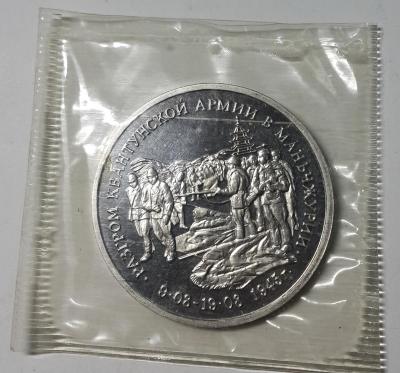 РАЗГРОМ КВАНТУНСКОЙ АРМИИ В МАНЬЧЖУРИИ
9·08-19·08 1945 г.